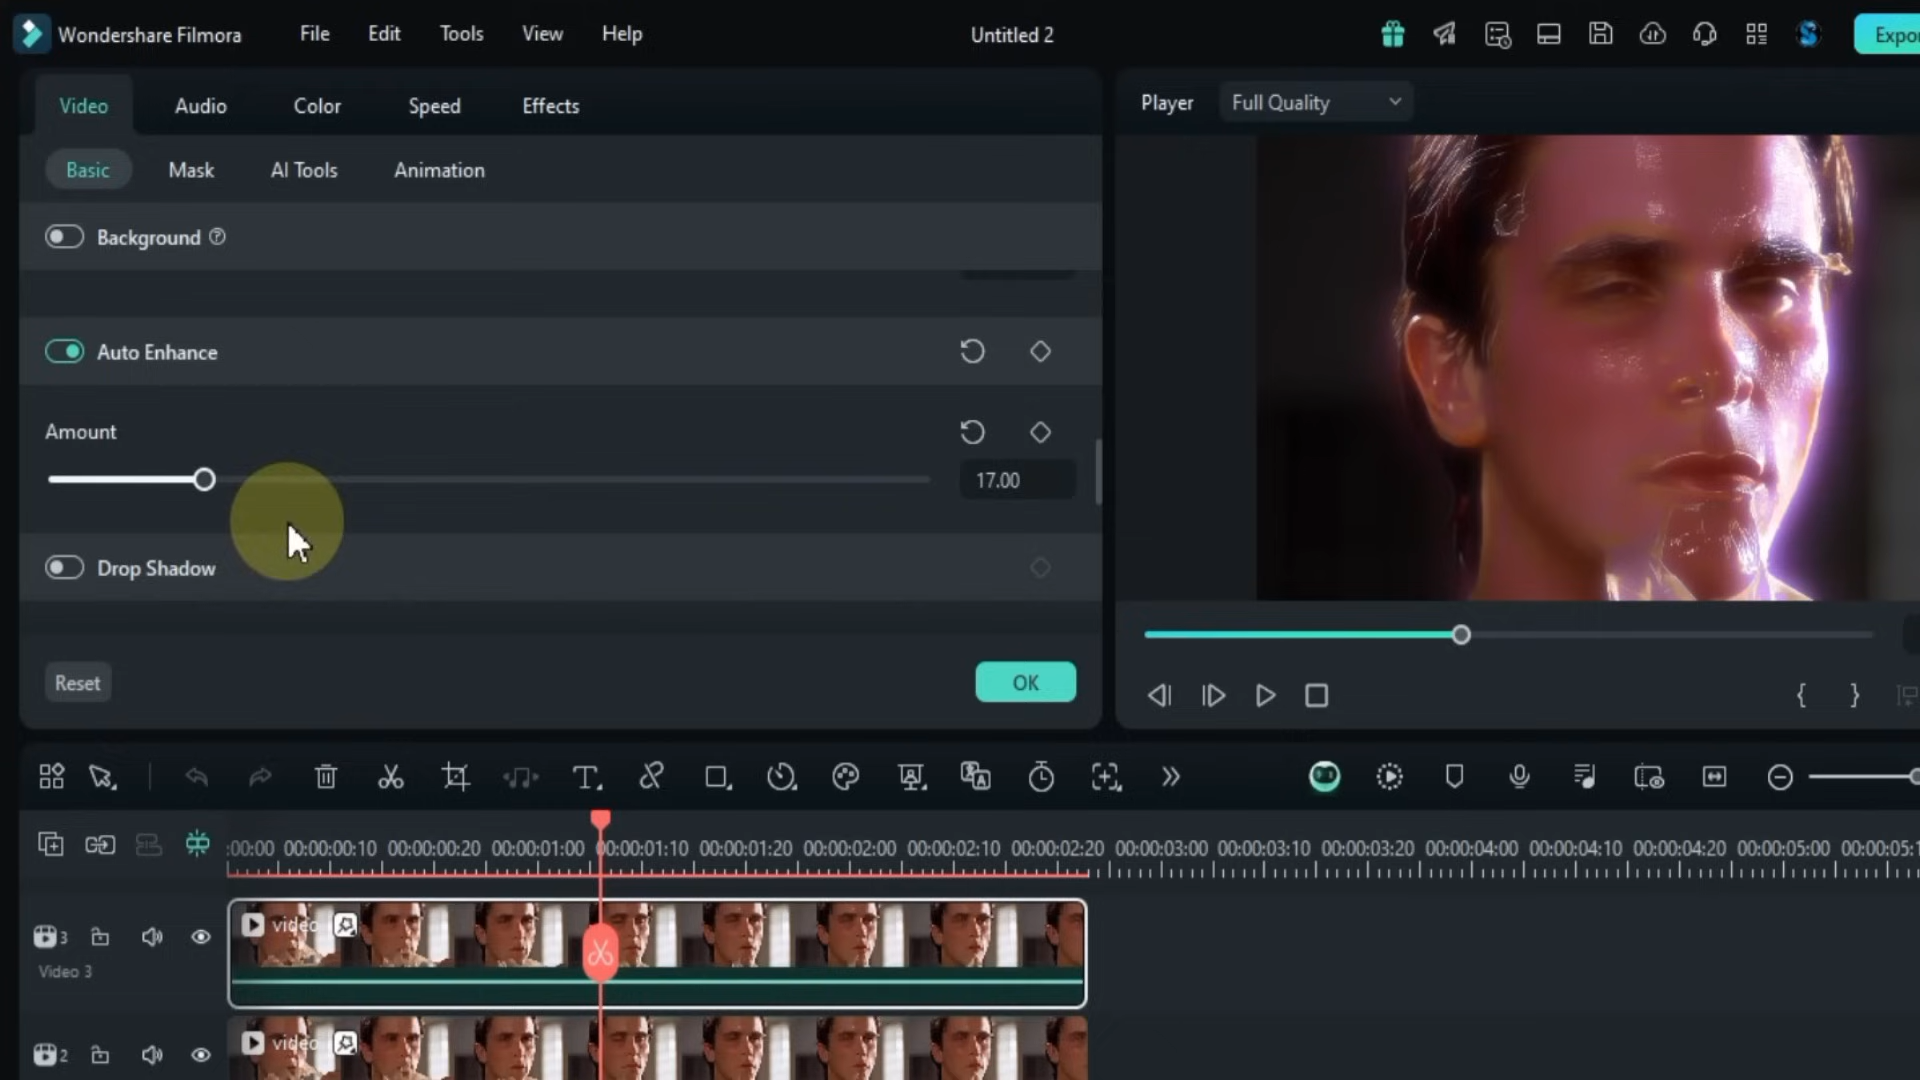 Wondershare Filmora File Edit Tools View Help Untitled 2
Video Audio Color Speed Effects
Player Full Quality
Basic Mask AI Tools Animation
Background
Auto Enhance
Amount
17.00
Drop Shadow
Reset OK
:00:00 00:00:00:10 00:00:00:20 00:00:01:00 00:00:01:10 00:00:01:20 00:00:02:00 00:00:02:10 00:00:02:20 00:00:03:00 00:00:03:10 00:00:03:20 00:00:04:00 00:00:04:10 00:00:04:20 00:00:05:00
3 video
Video 3
2 video